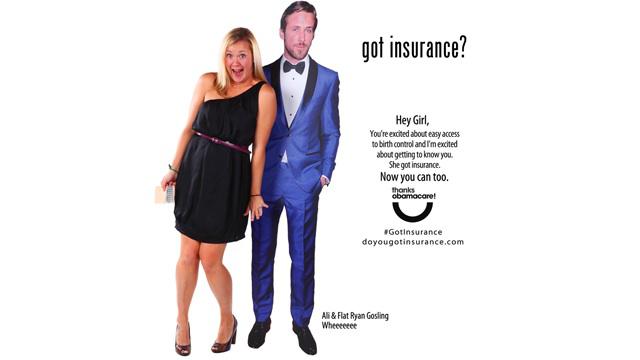 got insurance?
Hey Girl,
You're excited about easy access
to birth control and I'm excited
about getting to know you.
She got insurance.
Now you can too.
thanks
obamacare!
#GotInsurance
doyougotinsurance.com
Ali & Flat Ryan Gosling
Wheeeeeee